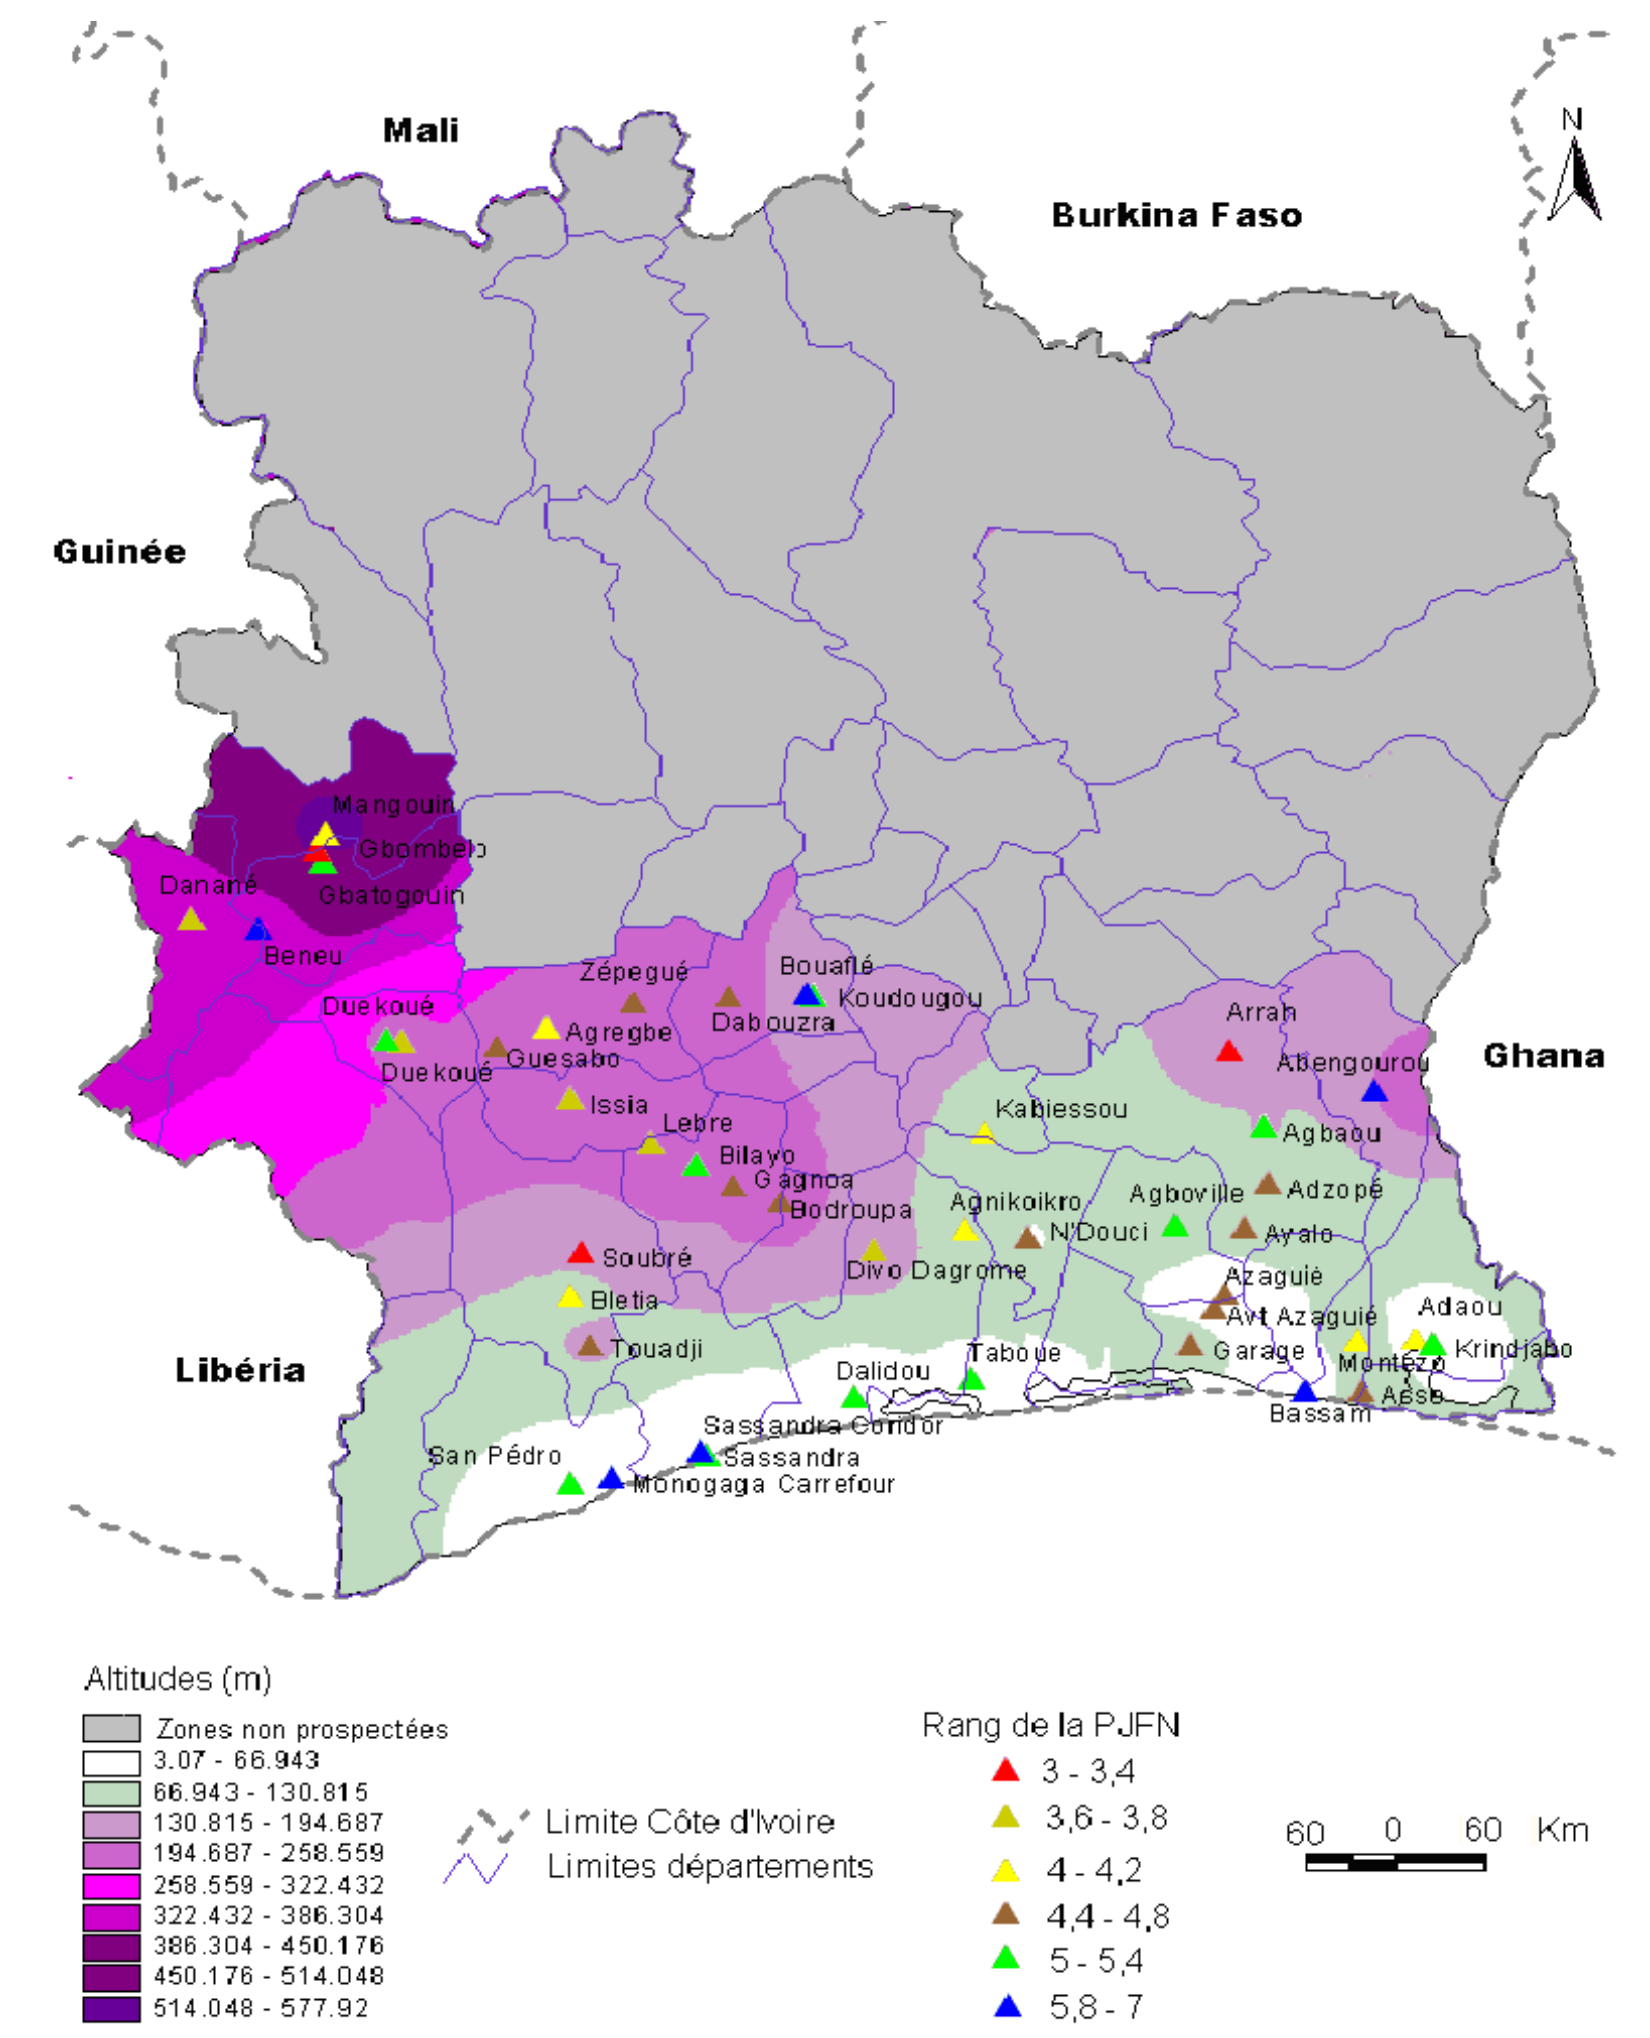 Mali
N
Burkina Faso
Guinée
Mangouin
Gbombelo
Danané
Gbatogouin
Beneu
Zépegué
Bouaflé
Duekoué
Koudougou
Dabouzra
Arrah
Agregbe
Guesabo
Ghana
Abengourou
Duekoué
Issia
Kabiessou
Lebre
Agbaou
Bilayo
Gagnoa
Agboville
Adzopé
Agnikoikro
Bodroupa
N'Douci
Ayalo
Soubré
Divo Dagrome
Azaguié
Bletia
Adaou
Avt Azaguié
Libéria
Touadji
Taboue
Garage
Krindjabo
Montézo
Dalidou
Bassam
Sassandra Condor
San Pédro
Sassandra
Monogaga Carrefour
Altitudes (m)
Zones non prospectées
3.07 - 66.943
66.943 - 130.815
130.815 - 194.687
194.687 - 258.559
258.559 - 322.432
322.432 - 386.304
386.304 - 450.176
450.176 - 514.048
514.048 - 577.92
Limite Côte d'Ivoire
Limites départements
Rang de la PJFN
3 - 3,4
3,6 - 3,8
4 - 4,2
4,4 - 4,8
5 - 5,4
5,8 - 7
60 0 60 Km